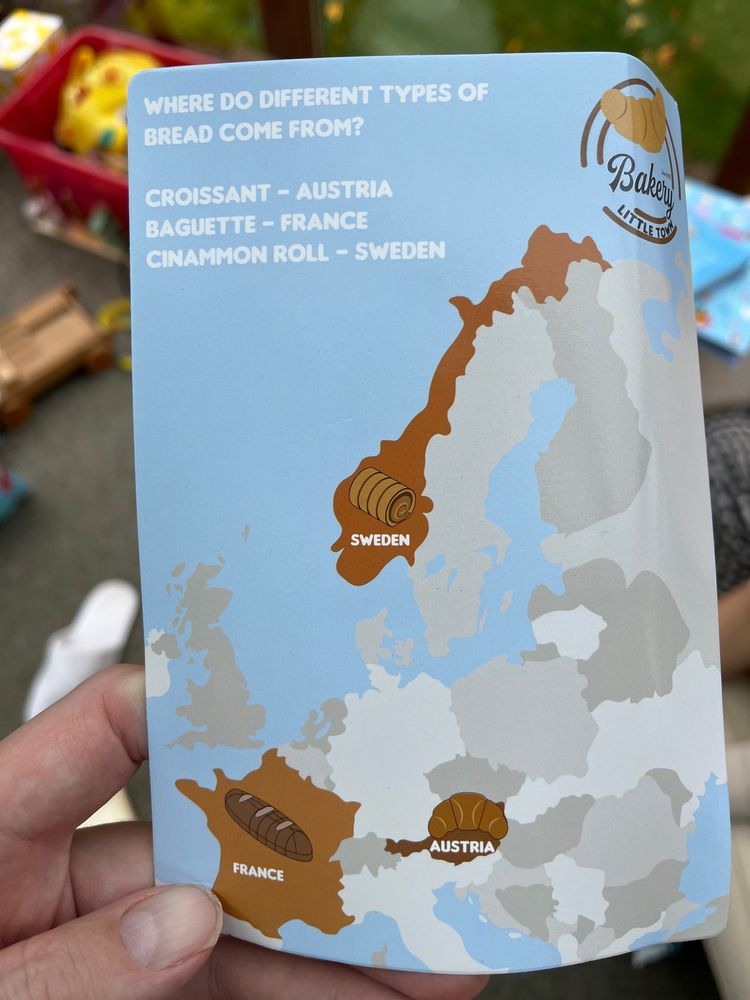 WHERE DO DIFFERENT TYPES OF
BREAD COME FROM?
CROISSANT – AUSTRIA
BAGUETTE – FRANCE
CINAMMON ROLL – SWEDEN
Bakery
LITTLE TOWN
SWEDEN
AUSTRIA
FRANCE